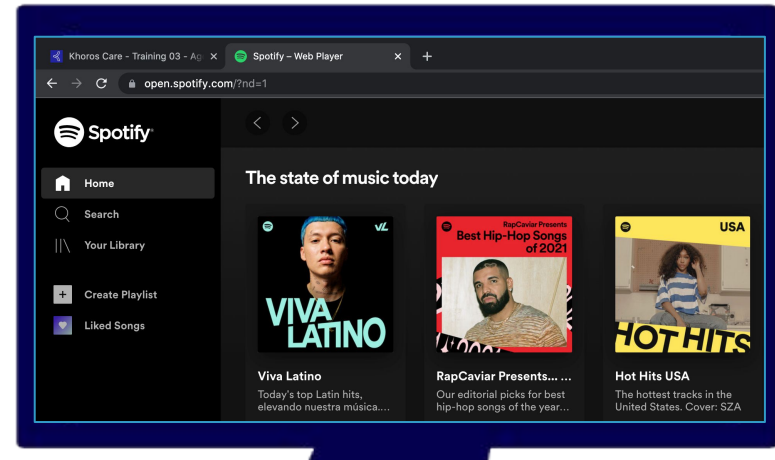 Khoros Care - Training 03 - Ag
Spotify – Web Player
open.spotify.com/?nd=1
Spotify
Home
Search
Your Library
Create Playlist
Liked Songs
The state of music today
VL
VIVA
LATINO
Viva Latino
Today's top Latin hits,
elevando nuestra música....
RapCaviar Presents
Best Hip-Hop Songs
of 2021
RapCaviar Presents... ...
Our editorial picks for best
hip-hop songs of the year...
USA
HOT HITS
Hot Hits USA
The hottest tracks in the
United States. Cover: SZA